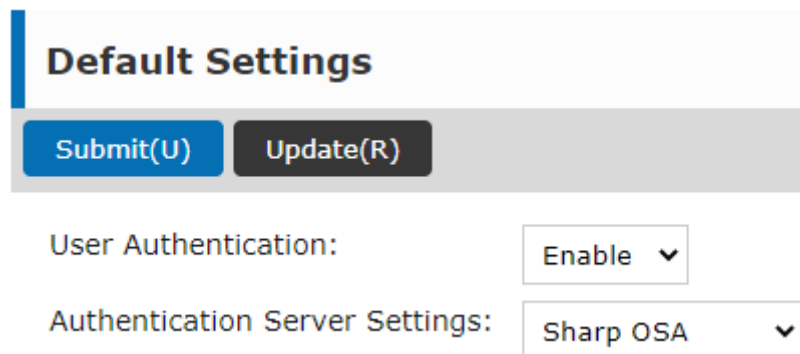 Default Settings
Submit(U) Update(R)
User Authentication: Enable
Authentication Server Settings: Sharp OSA